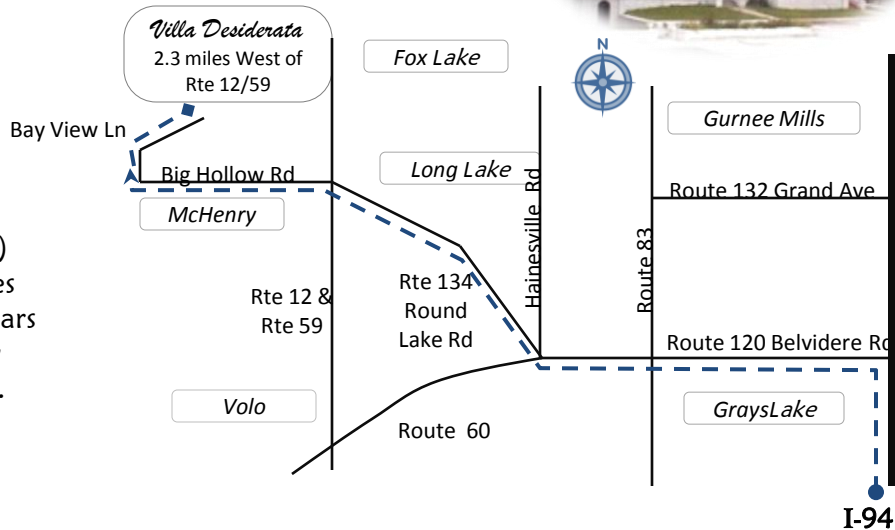 Villa Desiderata
2.3 miles West of
Rte 12/59
Fox Lake
N
Gurnee Mills
Bay View Ln
Big Hollow Rd
Long Lake
Hainesville Rd
Route 132 Grand Ave
McHenry
Route 83
Rte 12 &
Rte 59
Rte 134
Round
Lake Rd
Route 120 Belvidere Rd
Volo
Route 60
GraysLake
I-94